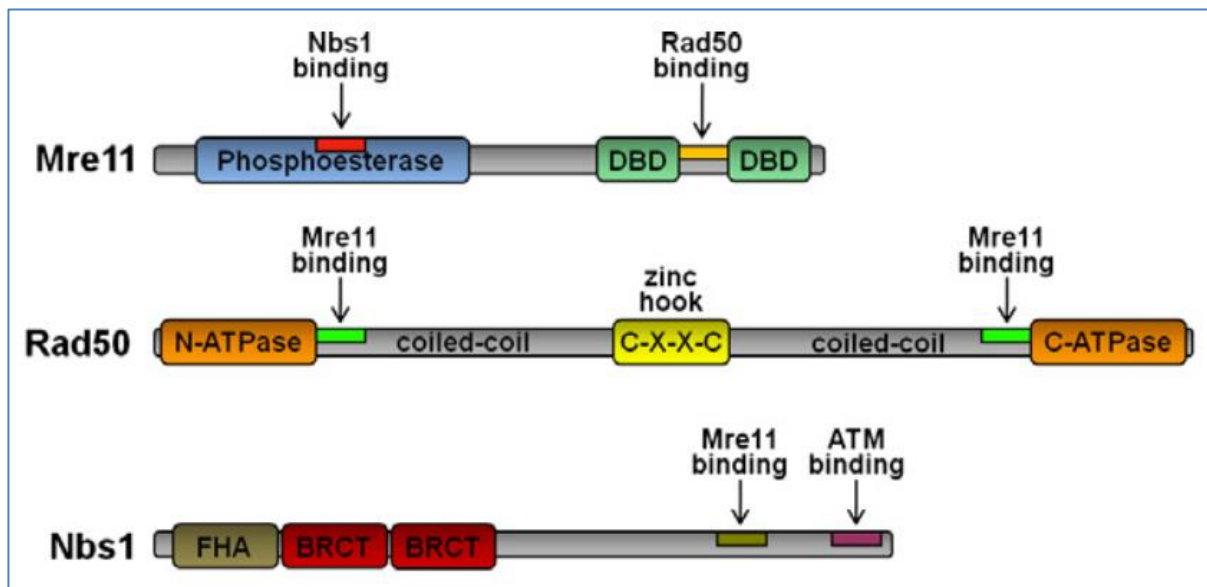 Nbs1
binding
Rad50
binding
Mre11
Phosphoesterase
DBD
DBD
Mre11
binding
zinc
hook
Mre11
binding
Rad50
N-ATPase
coiled-coil
C-X-X-C
coiled-coil
C-ATPase
Mre11
binding
ATM
binding
Nbs1
FHA
BRCT
BRCT